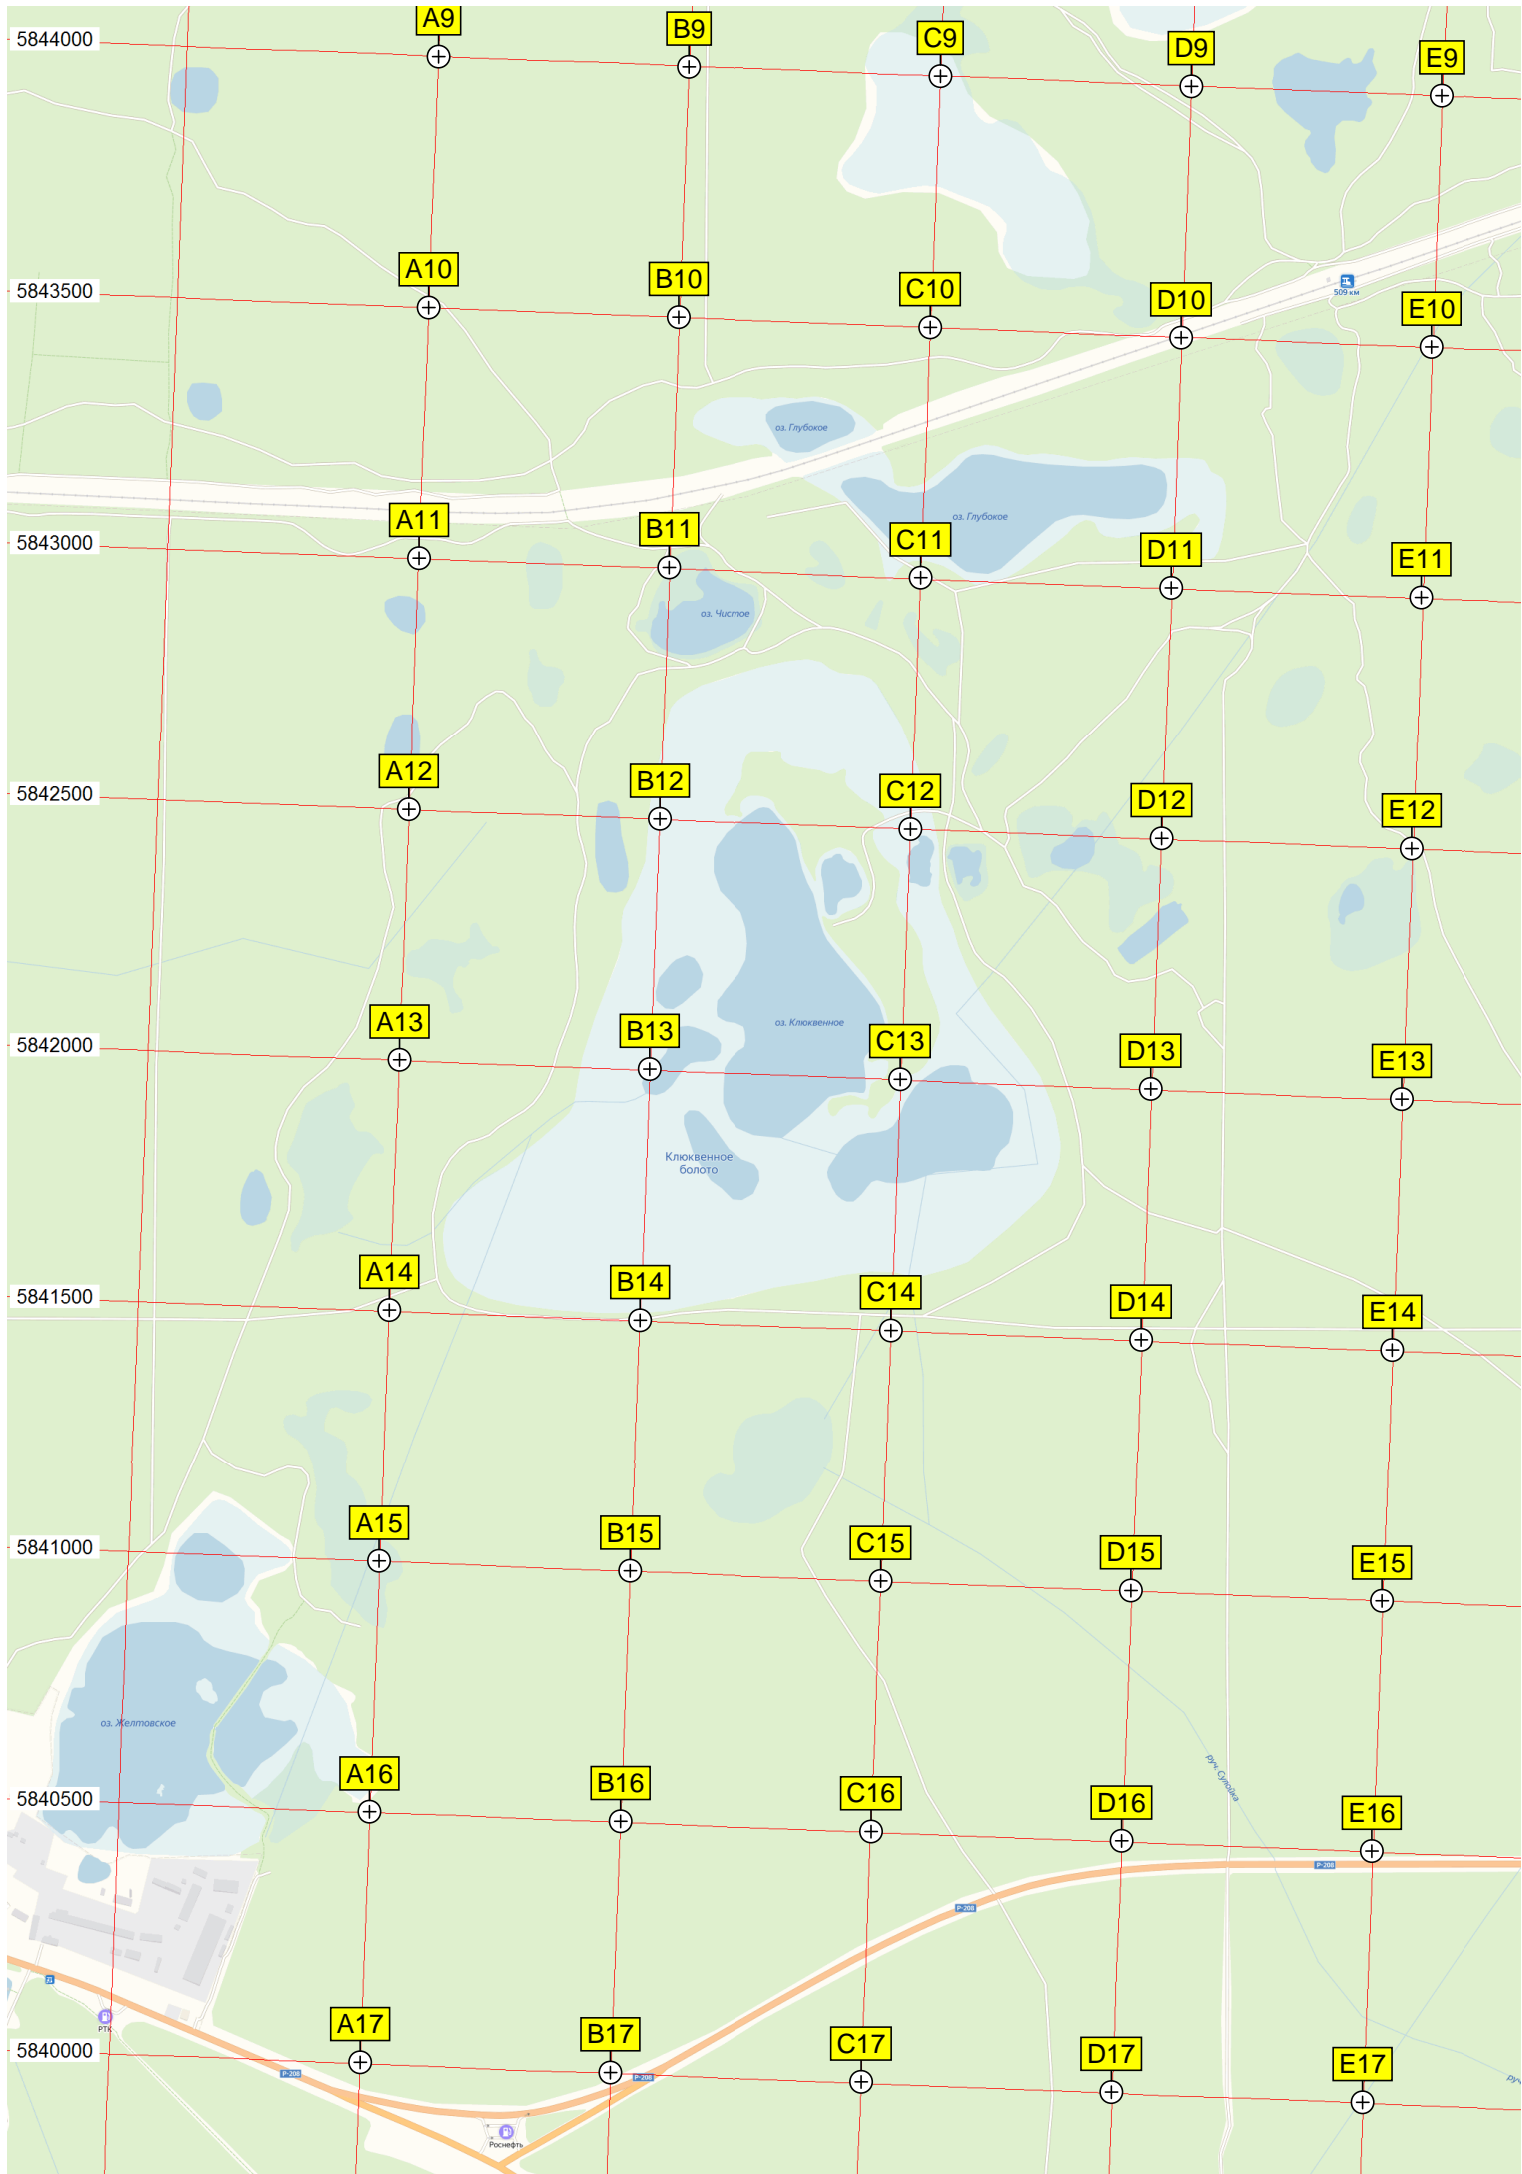 A9
B9
C9
D9
E9
5844000
A10
B10
C10
D10
E10
509 км
5843500
оз. Глубокое
A11
B11
C11
D11
E11
оз. Глубокое
5843000
оз. Чистое
A12
B12
C12
D12
E12
5842500
A13
B13
C13
D13
E13
оз. Клюквенное
5842000
Клюквенное
болото
A14
B14
C14
D14
E14
5841500
A15
B15
C15
D15
E15
5841000
оз. Желтовское
A16
B16
C16
D16
E16
руч. Сулойка
5840500
Р-208
Р-208
РТК
A17
B17
C17
D17
E17
5840000
Р-208
Р-208
руч.
Роснефть